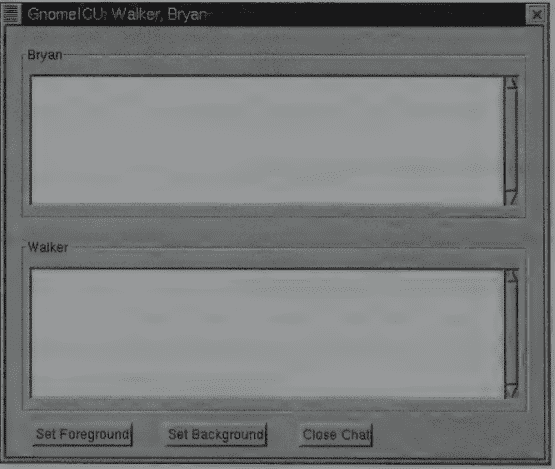 GnomeICU: Walker, Bryan
Bryan
Walker
Set Foreground
Set Background
Close Chat